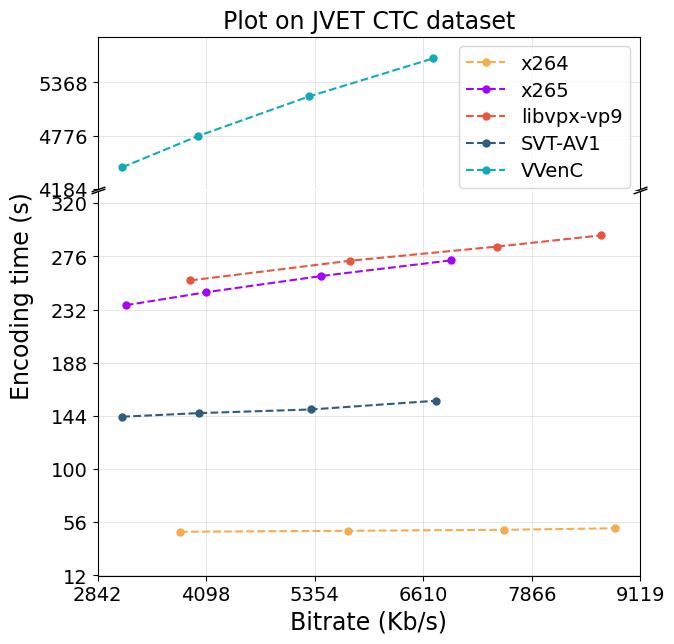 Plot on JVET CTC dataset
x264
x265
libvpx-vp9
SVT-AV1
VVenC
5368
4776
4184
320
276
232
188
144
100
56
12
Encoding time (s)
2842 4098 5354 6610 7866 9119
Bitrate (Kb/s)